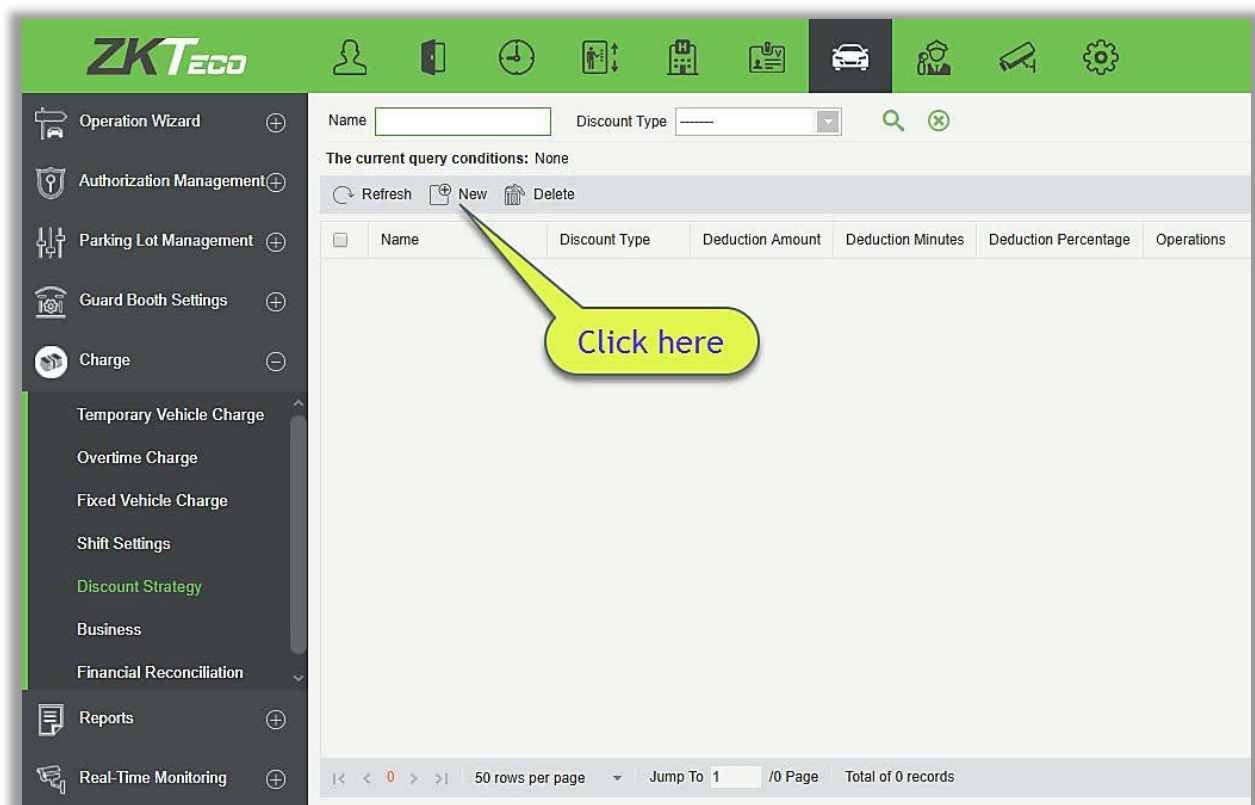 ZKTECO
Operation Wizard
Authorization Management
Parking Lot Management
Guard Booth Settings
Charge
Temporary Vehicle Charge
Overtime Charge
Fixed Vehicle Charge
Shift Settings
Discount Strategy
Business
Financial Reconciliation
Reports
Real-Time Monitoring
Name Discount Type -------
The current query conditions: None
Refresh New Delete
Name Discount Type Deduction Amount Deduction Minutes Deduction Percentage Operations
Click here
0 50 rows per page Jump To 1 /0 Page Total of 0 records